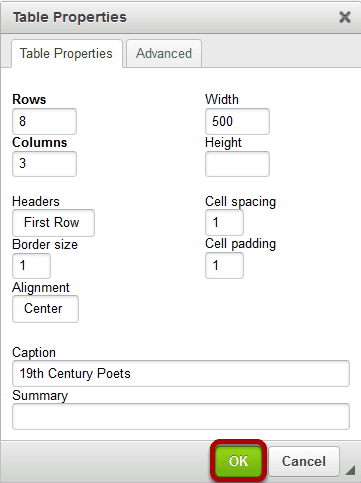 Table Properties
Table Properties Advanced
Rows Width
8 500
Columns Height
3
Headers Cell spacing
First Row 1
Border size Cell padding
1 1
Alignment
Center
Caption
19th Century Poets
Summary
OK Cancel